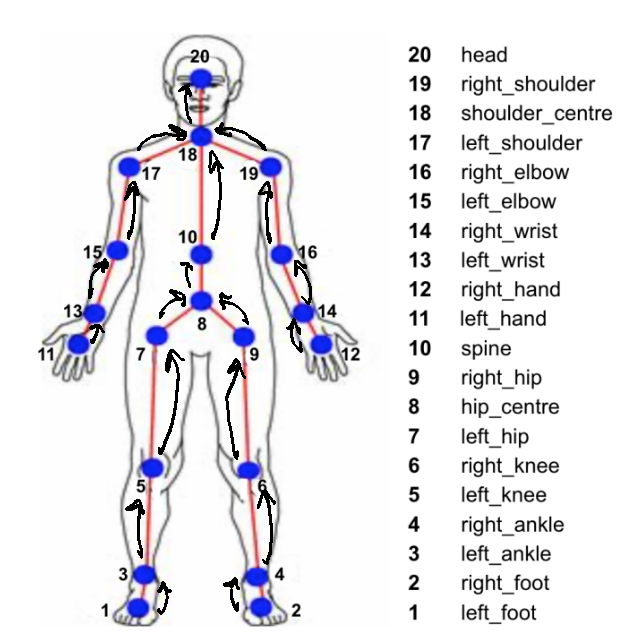 20
18
17
19
10
15
16
8
13
14
11
7
9
12
5
6
3
4
1
2
20 head
19 right_shoulder
18 shoulder_centre
17 left_shoulder
16 right_elbow
15 left_elbow
14 right_wrist
13 left_wrist
12 right_hand
11 left_hand
10 spine
9 right_hip
8 hip_centre
7 left_hip
6 right_knee
5 left_knee
4 right_ankle
3 left_ankle
2 right_foot
1 left_foot